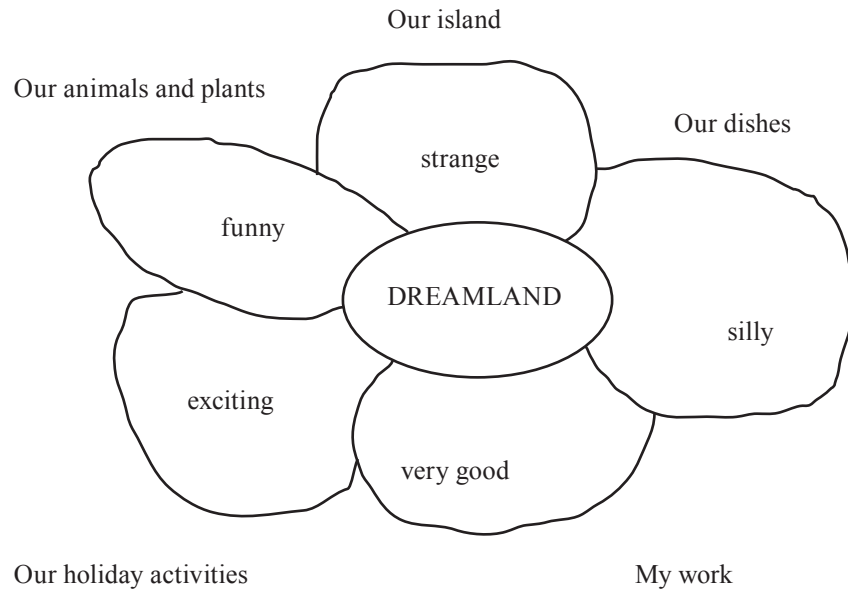 Our island
Our animals and plants
Our dishes
strange
funny
DREAMLAND
silly
exciting
very good
Our holiday activities
My work